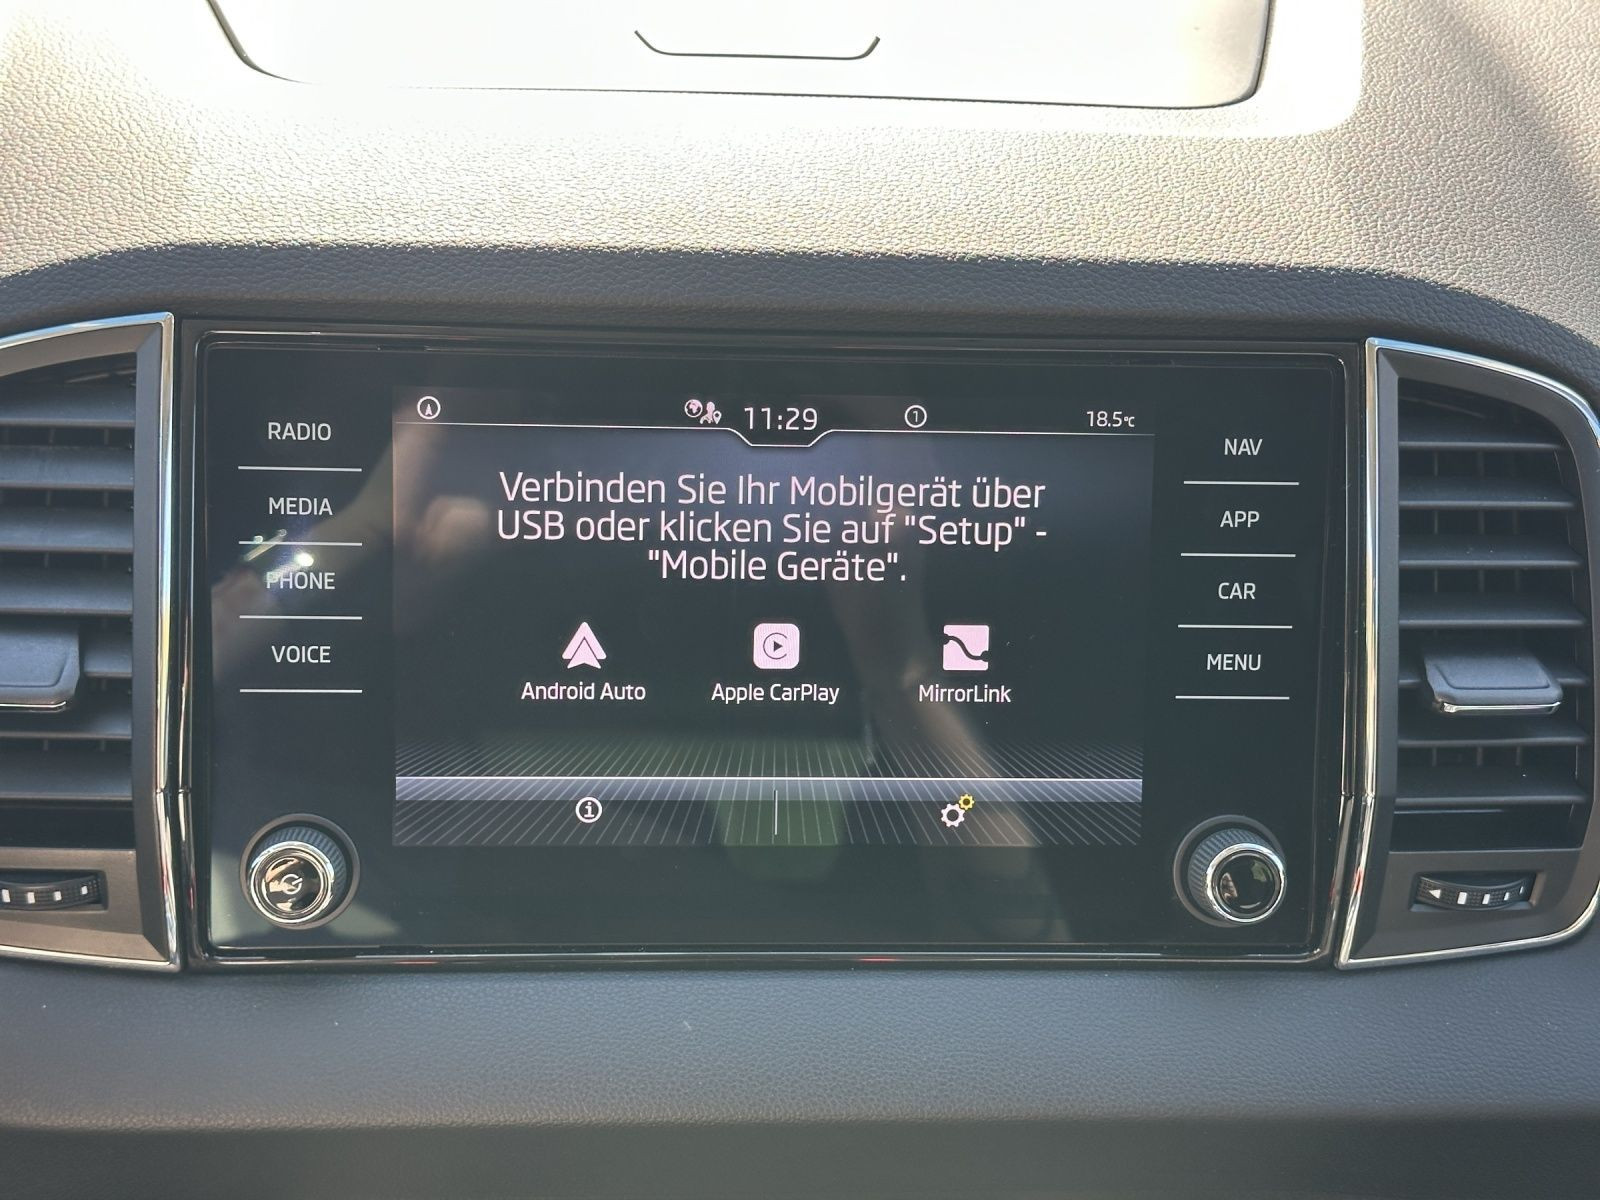 11:29
1
18.5°C
RADIO
MEDIA
PHONE
VOICE
Verbinden Sie Ihr Mobilgerät über
USB oder klicken Sie auf "Setup" -
"Mobile Geräte".
Android Auto
Apple CarPlay
MirrorLink
NAV
APP
CAR
MENU